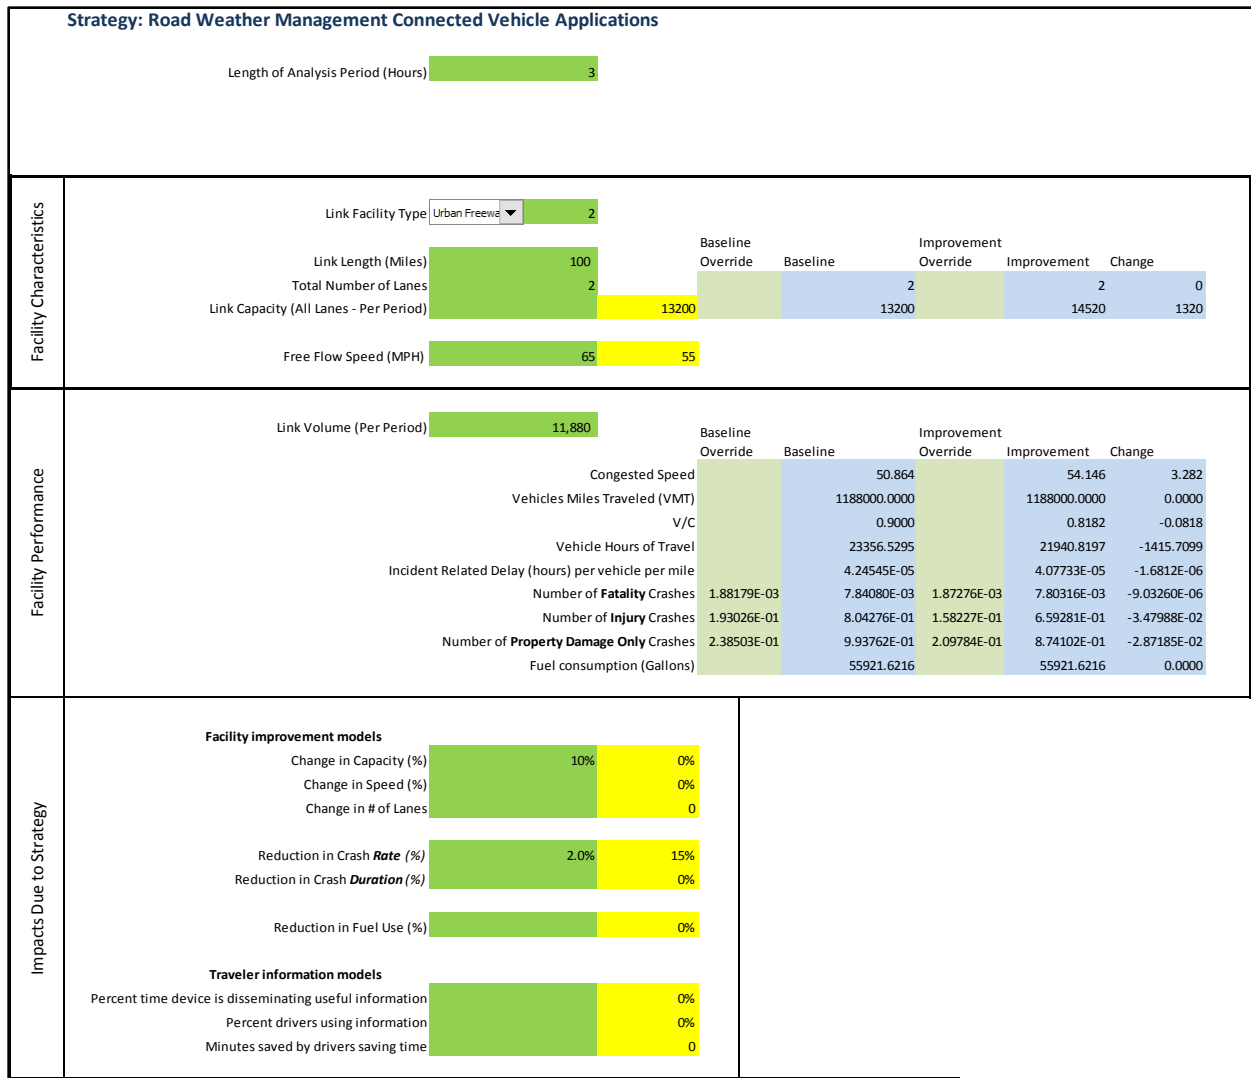 Strategy: Road Weather Management Connected Vehicle Applications
Length of Analysis Period (Hours) 3
Facility Characteristics
Link Facility Type Urban Freewa 2
Baseline Override Baseline Improvement Override Improvement Change
Link Length (Miles) 100
Total Number of Lanes 2 2 2 0
Link Capacity (All Lanes - Per Period) 13200 13200 14520 1320
Free Flow Speed (MPH) 65 55
Facility Performance
Link Volume (Per Period) 11,880
Baseline Override Baseline Improvement Override Improvement Change
Congested Speed 50.864 54.146 3.282
Vehicles Miles Traveled (VMT) 1188000.0000 1188000.0000 0.0000
V/C 0.9000 0.8182 -0.0818
Vehicle Hours of Travel 23356.5295 21940.8197 -1415.7099
Incident Related Delay (hours) per vehicle per mile 4.24545E-05 4.07733E-05 -1.6812E-06
Number of Fatality Crashes 1.88179E-03 7.84080E-03 1.87276E-03 7.80316E-03 -9.03260E-06
Number of Injury Crashes 1.93026E-01 8.04276E-01 1.58227E-01 6.59281E-01 -3.47988E-02
Number of Property Damage Only Crashes 2.38503E-01 9.93762E-01 2.09784E-01 8.74102E-01 -2.87185E-02
Fuel consumption (Gallons) 55921.6216 55921.6216 0.0000
Impacts Due to Strategy
Facility improvement models
Change in Capacity (%) 10% 0%
Change in Speed (%) 0%
Change in # of Lanes 0
Reduction in Crash Rate (%) 2.0% 15%
Reduction in Crash Duration (%) 0%
Reduction in Fuel Use (%) 0%
Traveler information models
Percent time device is disseminating useful information 0%
Percent drivers using information 0%
Minutes saved by drivers saving time 0